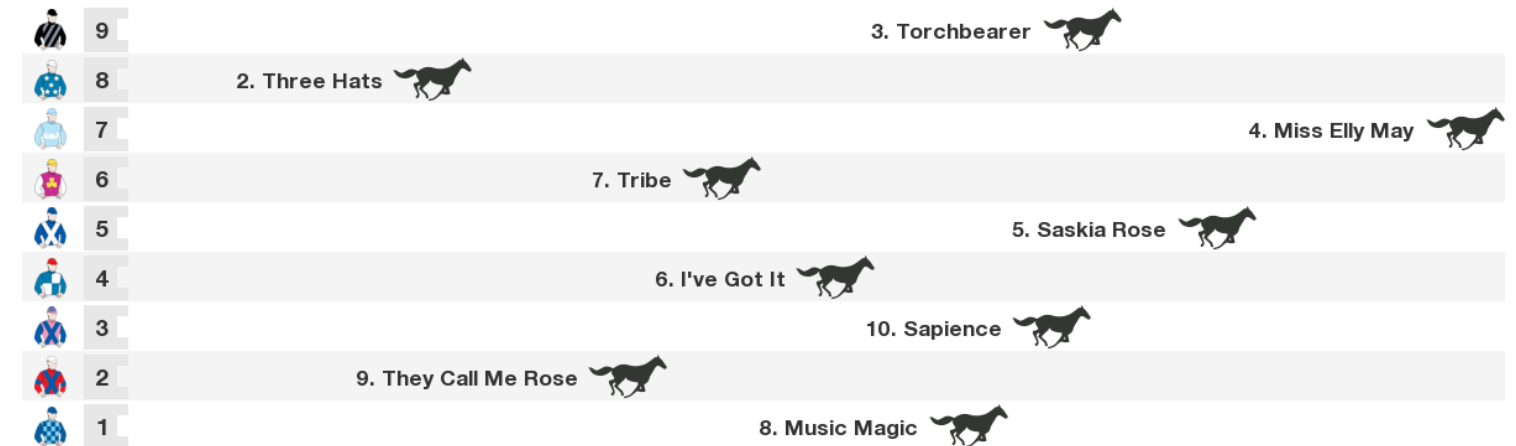 9 3. Torchbearer
8 2. Three Hats
7 4. Miss Elly May
6 7. Tribe
5 5. Saskia Rose
4 6. I've Got It
3 10. Sapience
2 9. They Call Me Rose
1 8. Music Magic